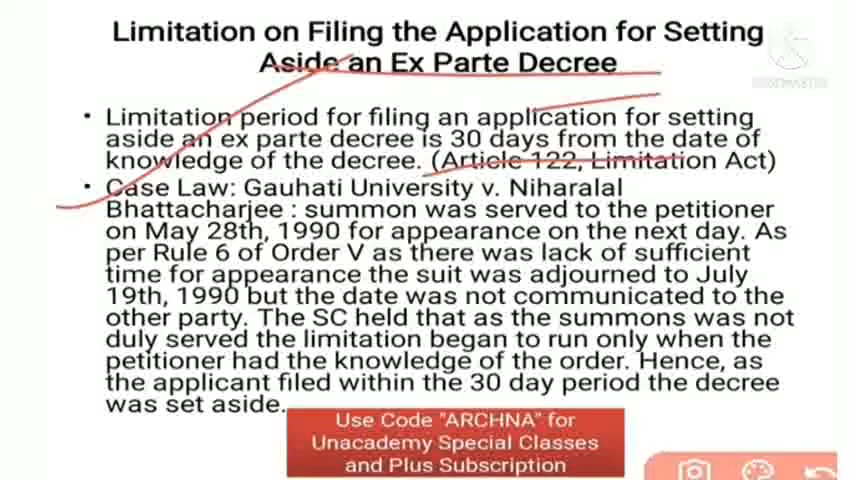 Limitation on Filing the Application for Setting
Aside an Ex Parte Decree
• Limitation period for filing an application for setting
aside an ex parte decree is 30 days from the date of
knowledge of the decree. (Article 122, Limitation Act)
• Case Law: Gauhati University v. Niharalal
Bhattacharjee : summon was served to the petitioner
on May 28th, 1990 for appearance on the next day. As
per Rule 6 of Order V as there was lack of sufficient
time for appearance the suit was adjourned to July
19th, 1990 but the date was not communicated to the
other party. The SC held that as the summons was not
duly served the limitation began to run only when the
petitioner had the knowledge of the order. Hence, as
the applicant filed within the 30 day period the decree
was set aside.
Use Code "ARCHNA" for
Unacademy Special Classes
and Plus Subscription